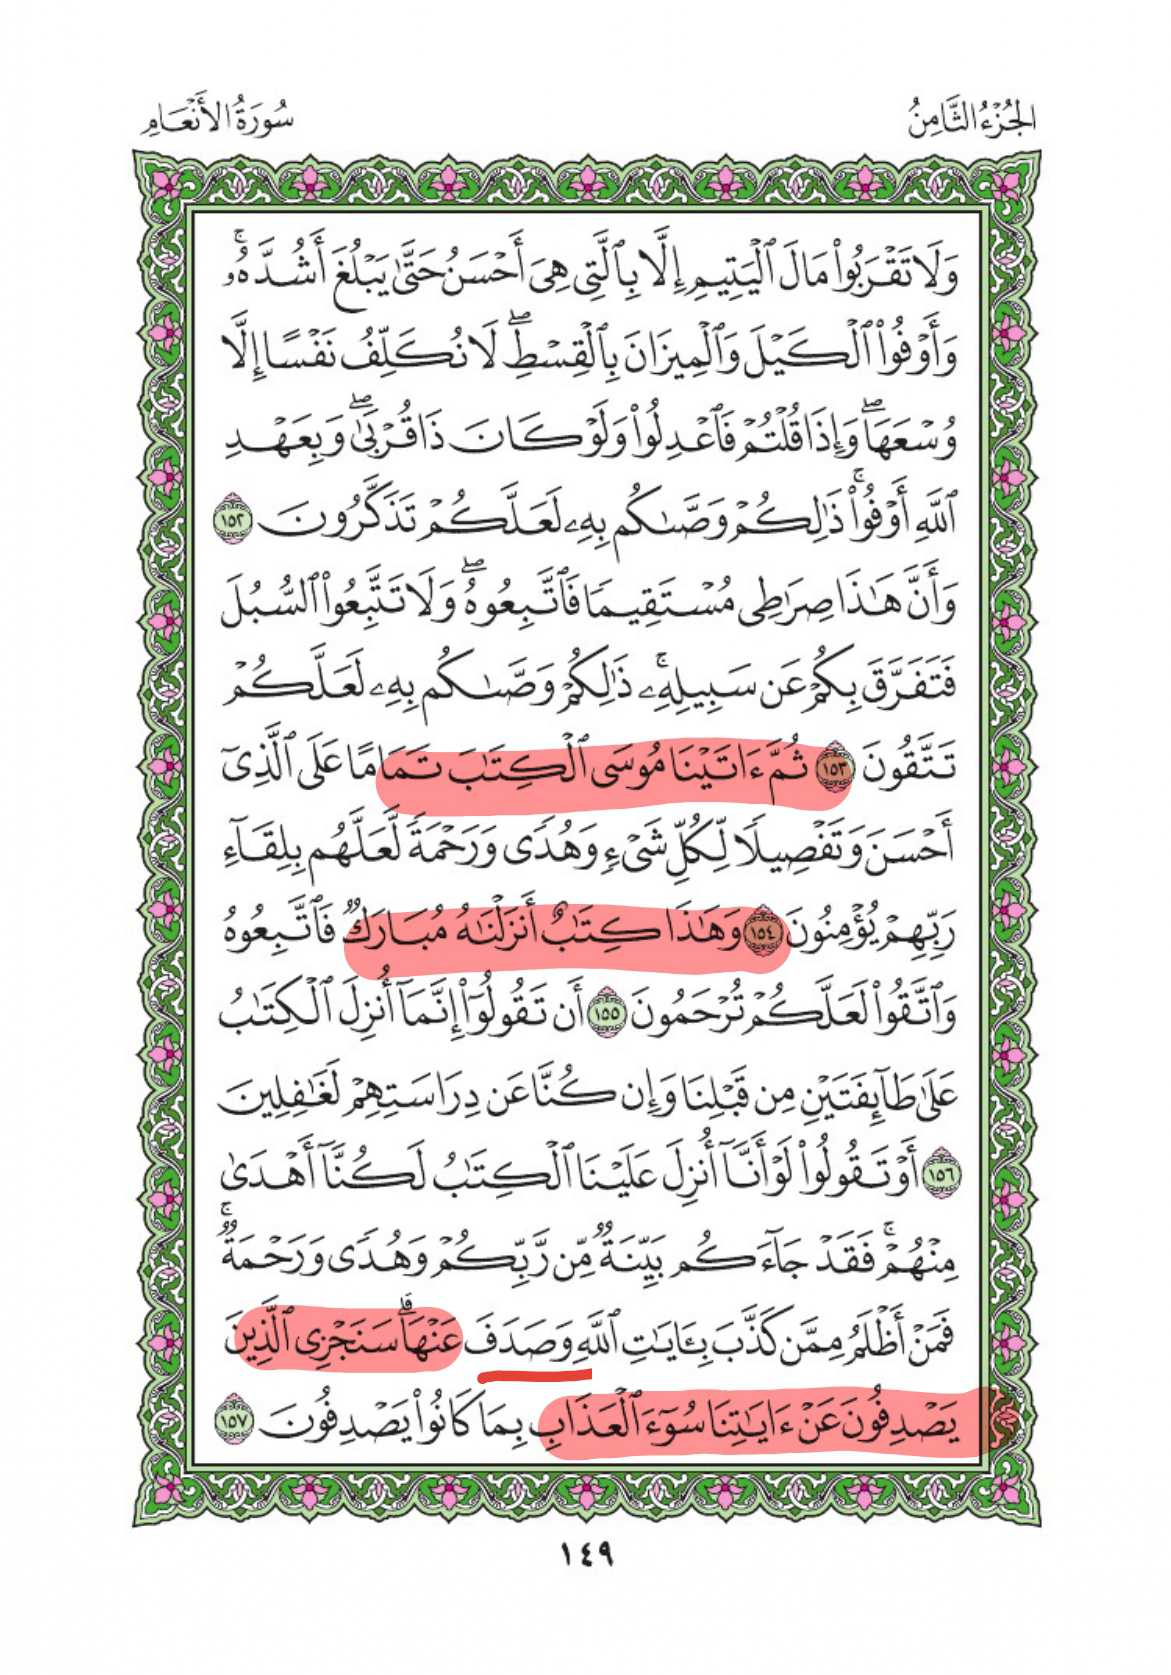 الجُزْءُ الثَّامِنُ
سُورَةُ الأَنْعَامِ
وَلَا تَقْرَبُوا۟ مَالَ ٱلْيَتِيمِ إِلَّا بِٱلَّتِى هِىَ أَحْسَنُ حَتَّىٰ يَبْلُغَ أَشُدَّهُۥۚ
وَأَوْفُوا۟ ٱلْكَيْلَ وَٱلْمِيزَانَ بِٱلْقِسْطِۖ لَا نُكَلِّفُ نَفْسًا إِلَّا
وُسْعَهَاۖ وَإِذَا قُلْتُمْ فَٱعْدِلُوا۟ وَلَوْ كَانَ ذَا قُرْبَىٰۖ وَبِعَهْدِ
ٱللَّهِ أَوْفُوا۟ۚ ذَٰلِكُمْ وَصَّىٰكُم بِهِۦ لَعَلَّكُمْ تَذَكَّرُونَ ١٥٢
وَأَنَّ هَـٰذَا صِرَٰطِى مُسْتَقِيمًا فَٱتَّبِعُوهُۖ وَلَا تَتَّبِعُوا۟ ٱلسُّبُلَ
فَتَفَرَّقَ بِكُمْ عَن سَبِيلِهِۦۚ ذَٰلِكُمْ وَصَّىٰكُم بِهِۦ لَعَلَّكُمْ
تَتَّقُونَ ١٥٣ ثُمَّ ءَاتَيْنَا مُوسَى ٱلْكِتَـٰبَ تَمَامًا عَلَى ٱلَّذِىٓ
أَحْسَنَ وَتَفْصِيلًا لِّكُلِّ شَىْءٍ وَهُدًى وَرَحْمَةً لَّعَلَّهُم بِلِقَآءِ
رَبِّهِمْ يُؤْمِنُونَ ١٥٤ وَهَـٰذَا كِتَـٰبٌ أَنزَلْنَـٰهُ مُبَارَكٌ فَٱتَّبِعُوهُ
وَٱتَّقُوا۟ لَعَلَّكُمْ تُرْحَمُونَ ١٥٥ أَن تَقُولُوٓا۟ إِنَّمَآ أُنزِلَ ٱلْكِتَـٰبُ
عَلَىٰ طَآئِفَتَيْنِ مِن قَبْلِنَا وَإِن كُنَّا عَن دِرَاسَتِهِمْ لَغَـٰفِلِينَ
١٥٦ أَوْ تَقُولُوا۟ لَوْ أَنَّآ أُنزِلَ عَلَيْنَا ٱلْكِتَـٰبُ لَكُنَّآ أَهْدَىٰ
مِنْهُمْۚ فَقَدْ جَآءَكُم بَيِّنَةٌ مِّن رَّبِّكُمْ وَهُدًى وَرَحْمَةٌۚ
فَمَنْ أَظْلَمُ مِمَّن كَذَّبَ بِـَٔايَـٰتِ ٱللَّهِ وَصَدَفَ عَنْهَاۗ سَنَجْزِى ٱلَّذِينَ
يَصْدِفُونَ عَنْ ءَايَـٰتِنَا سُوٓءَ ٱلْعَذَابِ بِمَا كَانُوا۟ يَصْدِفُونَ ١٥٧
١٤٩